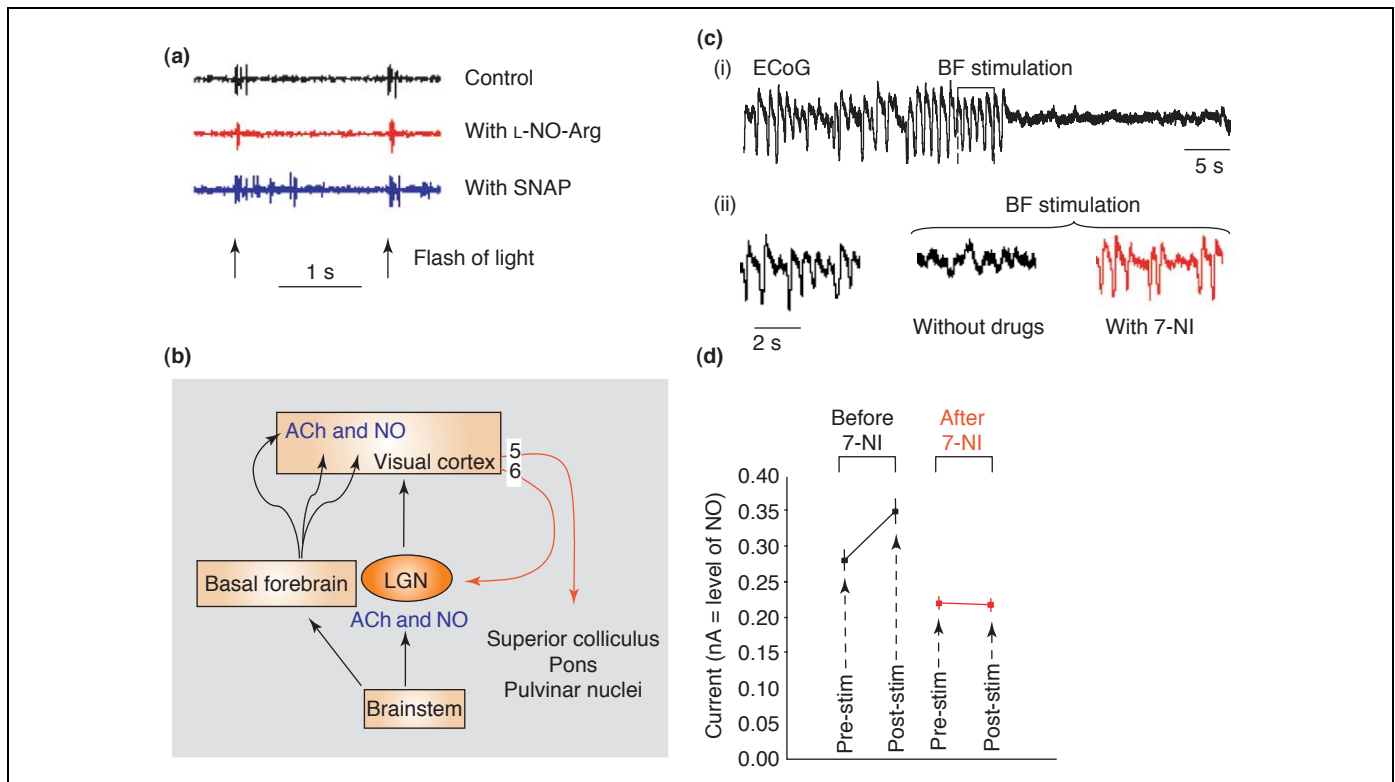 (a)
Control
With L-NO-Arg
With SNAP
Flash of light
1 s
(b)
ACh and NO
Visual cortex
5
6
Basal forebrain
LGN
ACh and NO
Superior colliculus
Pons
Pulvinar nuclei
Brainstem
(c)
(i)
ECoG
BF stimulation
5 s
(ii)
BF stimulation
2 s
Without drugs
With 7-NI
(d)
Before
7-NI
After
7-NI
Current (nA = level of NO)
0.40
0.35
0.30
0.25
0.20
0.15
0.10
0.05
0.00
Pre-stim
Post-stim
Pre-stim
Post-stim